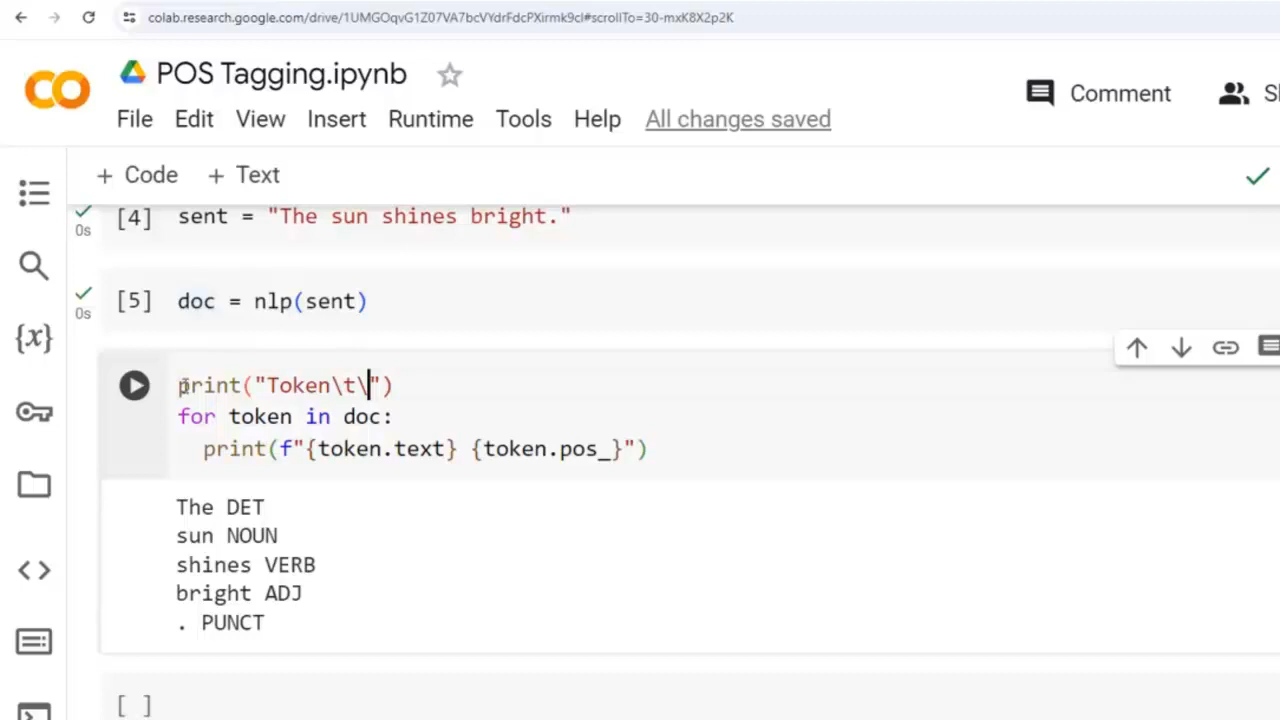 colab.research.google.com/drive/1UMGOqvG1Z07VA7bcVYdrFdcPXirmk9cI#scrollTo=30-mxK8X2p2K
POS Tagging.ipynb
File Edit View Insert Runtime Tools Help All changes saved
Comment
+ Code + Text
[4] sent = "The sun shines bright."
0s
[5] doc = nlp(sent)
0s
print("Token\t\")
for token in doc:
print(f"{token.text} {token.pos_}")
The DET
sun NOUN
shines VERB
bright ADJ
. PUNCT
[ ]